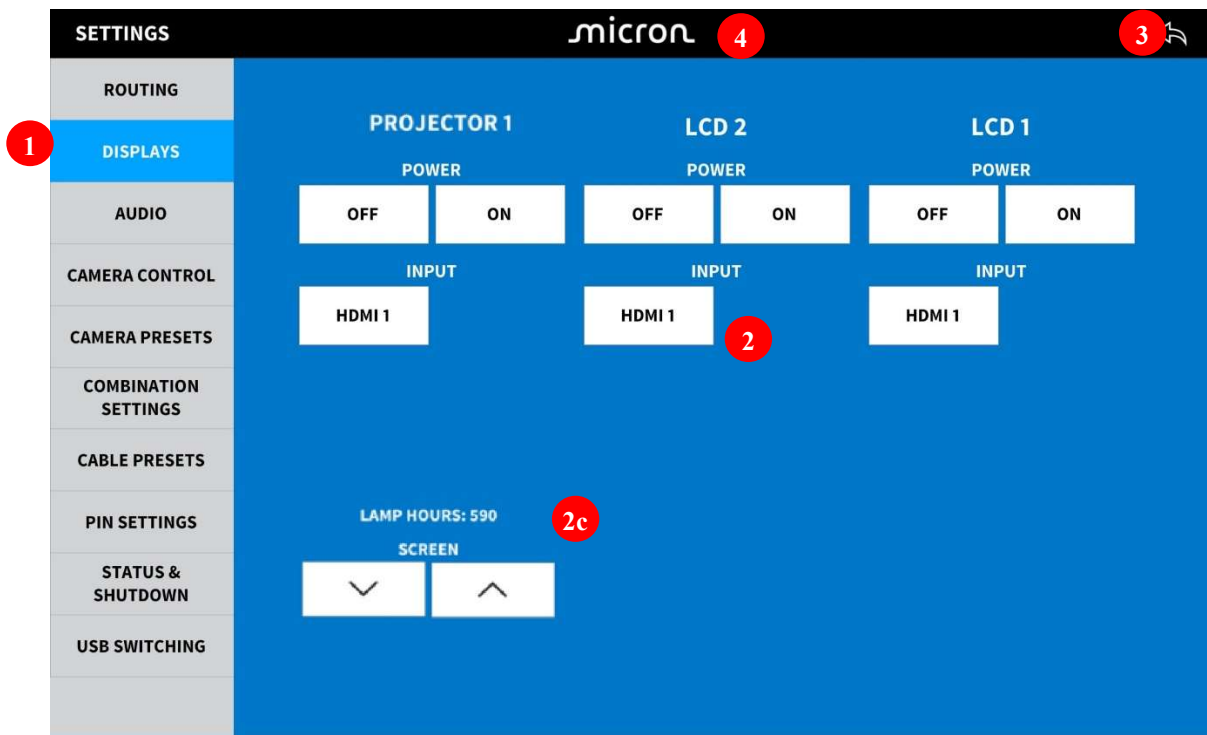 SETTINGS
micron
4
3
ROUTING
1
DISPLAYS
AUDIO
CAMERA CONTROL
CAMERA PRESETS
COMBINATION
SETTINGS
CABLE PRESETS
PIN SETTINGS
STATUS &
SHUTDOWN
USB SWITCHING
PROJECTOR 1
POWER
OFF ON
INPUT
HDMI 1
LCD 2
POWER
OFF ON
INPUT
HDMI 1
2
LCD 1
POWER
OFF ON
INPUT
HDMI 1
LAMP HOURS: 590
2c
SCREEN